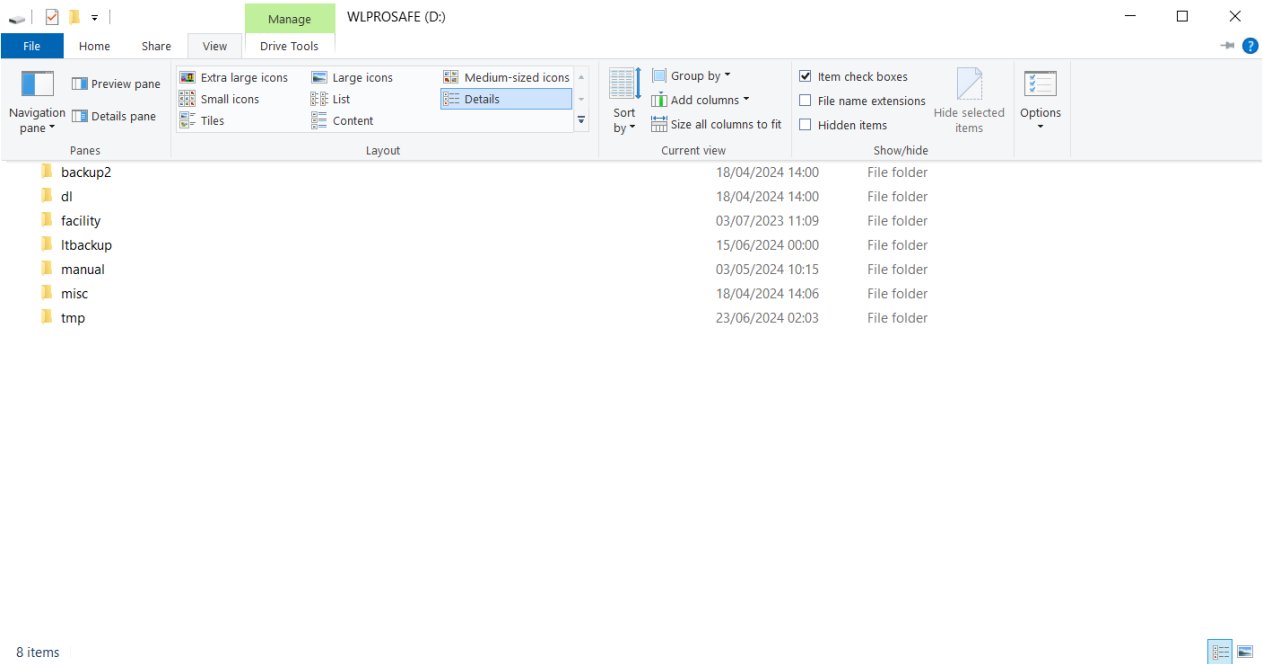 Manage WLPROSAFE (D:)
File Home Share View Drive Tools
Navigation pane
Preview pane
Details pane
Panes
Extra large icons Large icons Medium-sized icons
Small icons List Details
Tiles Content
Layout
Sort by
Group by
Add columns
Size all columns to fit
Current view
Item check boxes
File name extensions
Hidden items
Hide selected items
Show/hide
Options
backup2 18/04/2024 14:00 File folder
dl 18/04/2024 14:00 File folder
facility 03/07/2023 11:09 File folder
ltbackup 15/06/2024 00:00 File folder
manual 03/05/2024 10:15 File folder
misc 18/04/2024 14:06 File folder
tmp 23/06/2024 02:03 File folder
8 items